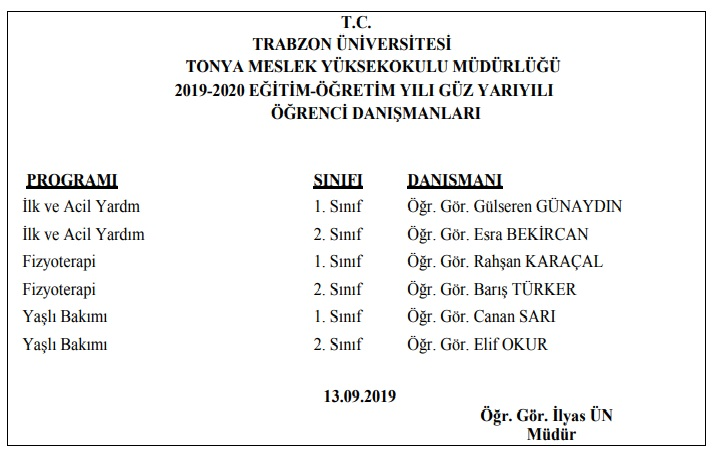 T.C.
TRABZON ÜNİVERSİTESİ
TONYA MESLEK YÜKSEKOKULU MÜDÜRLÜĞÜ
2019-2020 EĞİTİM-ÖĞRETİM YILI GÜZ YARIYILI
ÖĞRENCİ DANIŞMANLARI
PROGRAMI SINIFI DANIŞMANI
İlk ve Acil Yardm 1. Sınıf Öğr. Gör. Gülseren GÜNAYDIN
İlk ve Acil Yardım 2. Sınıf Öğr. Gör. Esra BEKİRCAN
Fizyoterapi 1. Sınıf Öğr. Gör. Rahşan KARAÇAL
Fizyoterapi 2. Sınıf Öğr. Gör. Barış TÜRKER
Yaşlı Bakımı 1. Sınıf Öğr. Gör. Canan SARI
Yaşlı Bakımı 2. Sınıf Öğr. Gör. Elif OKUR
13.09.2019
Öğr. Gör. İlyas ÜN
Müdür